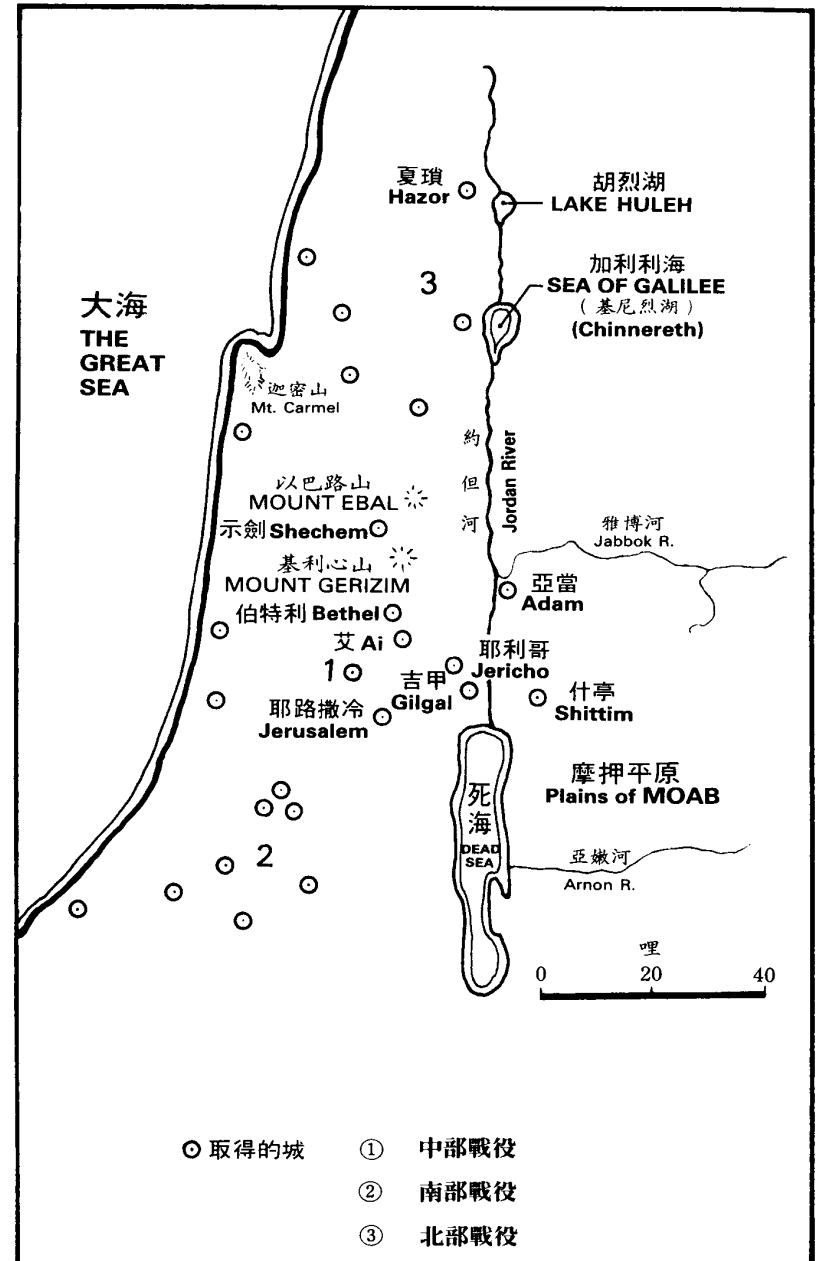 夏瑣
Hazor
胡烈湖
LAKE HULEH
3
加利利海
SEA OF GALILEE
（基尼烈湖）
(Chinnereth)
大海
THE
GREAT
SEA
迦密山
Mt. Carmel
約但河
Jordan River
以巴路山
MOUNT EBAL
示劍 Shechem
基利心山
MOUNT GERIZIM
雅博河
Jabbok R.
亞當
Adam
伯特利 Bethel
艾 Ai
1
耶利哥
Jericho
吉甲
Gilgal
什亭
Shittim
耶路撒冷
Jerusalem
摩押平原
Plains of MOAB
死海
DEAD
SEA
2
亞嫩河
Arnon R.
哩
0 20 40
取得的城
① 中部戰役
② 南部戰役
③ 北部戰役